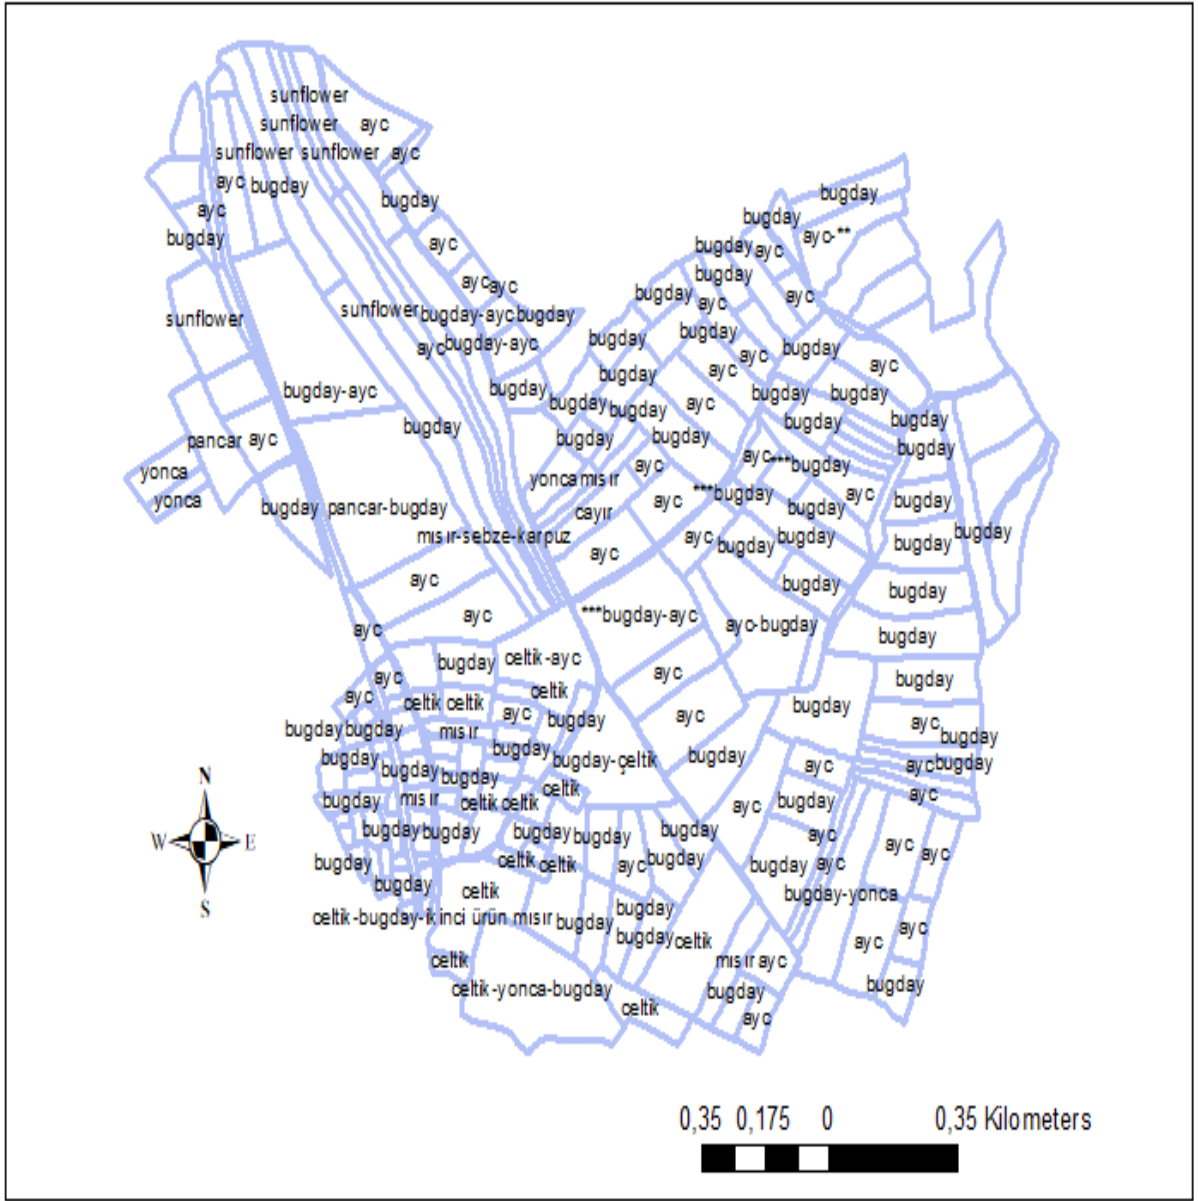 sunflower
sunflower ayc
sunflower sunflower ayc
ayc bugday
bugday
ayc
bugday
ayc
ayc ayc
sunflower
sunflower bugday-ayc bugday
ayc bugday-ayc
bugday-ayc
bugday
bugday
pancar ayc
yonca
yonca
bugday pancar-bugday
mısır-sebze-karpuz
bugday
bugday
bugday ayc
ayc-**
bugday
bugday ayc
ayc
bugday
bugday
bugday
ayc
bugday
ayc
ayc
bugday
ayc
bugday
bugday
bugday
ayc
bugday
bugday
bugday
bugday
bugday
bugday
ayc***bugday
ayc
yonca mısır
***bugday
ayc
ayc
bugday
bugday
cayır
bugday
ayc
bugday
bugday
bugday
ayc
bugday
bugday
ayc
ayc
***bugday-ayc
ayc-bugday
bugday
ayc
bugday celtik-ayc
ayc
ayc
bugday
ayc
celtik celtik
celtik
bugday
ayc
bugday
ayc
ayc
bugday
bugday bugday
mısır
bugday
bugday-çeltik
bugday
bugday
bugday
bugday
ayc
ayc bugday
celtik
bugday
mısır
celtik celtik
ayc
bugday
ayc
bugday bugday
bugday bugday
bugday
ayc
ayc
ayc
bugday
celtik celtik
ayc bugday
bugday ayc
bugday
celtik
bugday-yonca
celtik-bugday-ikinci ürün mısır bugday
bugday
ayc
bugday celtik
ayc
celtik
mısır ayc
celtik-yonca-bugday
bugday
bugday
celtik
ayc
N
W E
S
0,35 0,175 0 0,35 Kilometers